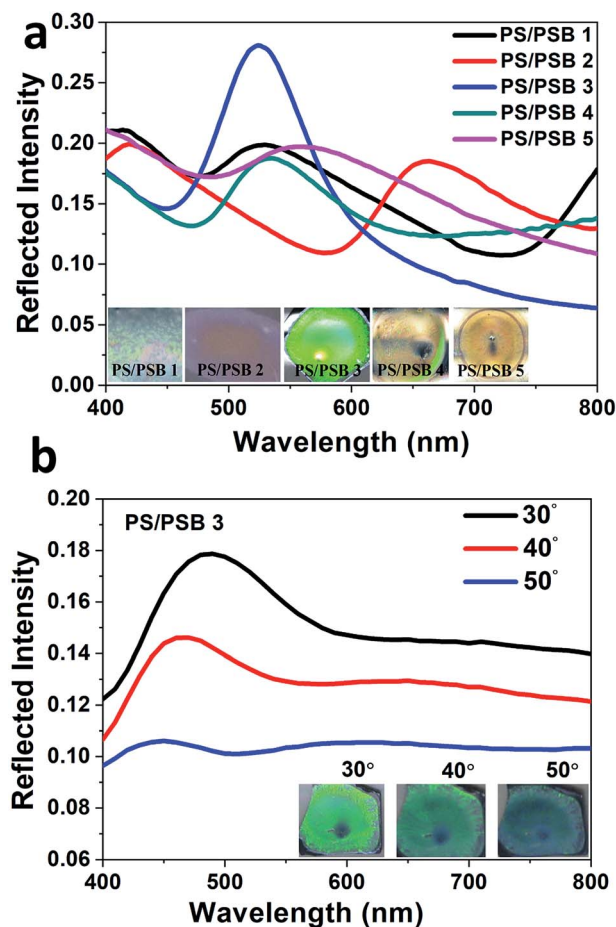 a
0.30
0.25
0.20
0.15
0.10
0.05
0.00
Reflected Intensity
PS/PSB 1
PS/PSB 2
PS/PSB 3
PS/PSB 4
PS/PSB 5
PS/PSB 1 PS/PSB 2 PS/PSB 3 PS/PSB 4 PS/PSB 5
400 500 600 700 800
Wavelength (nm)
b
0.20
0.18
0.16
0.14
0.12
0.10
0.08
0.06
Reflected Intensity
PS/PSB 3
30°
40°
50°
30° 40° 50°
400 500 600 700 800
Wavelength (nm)